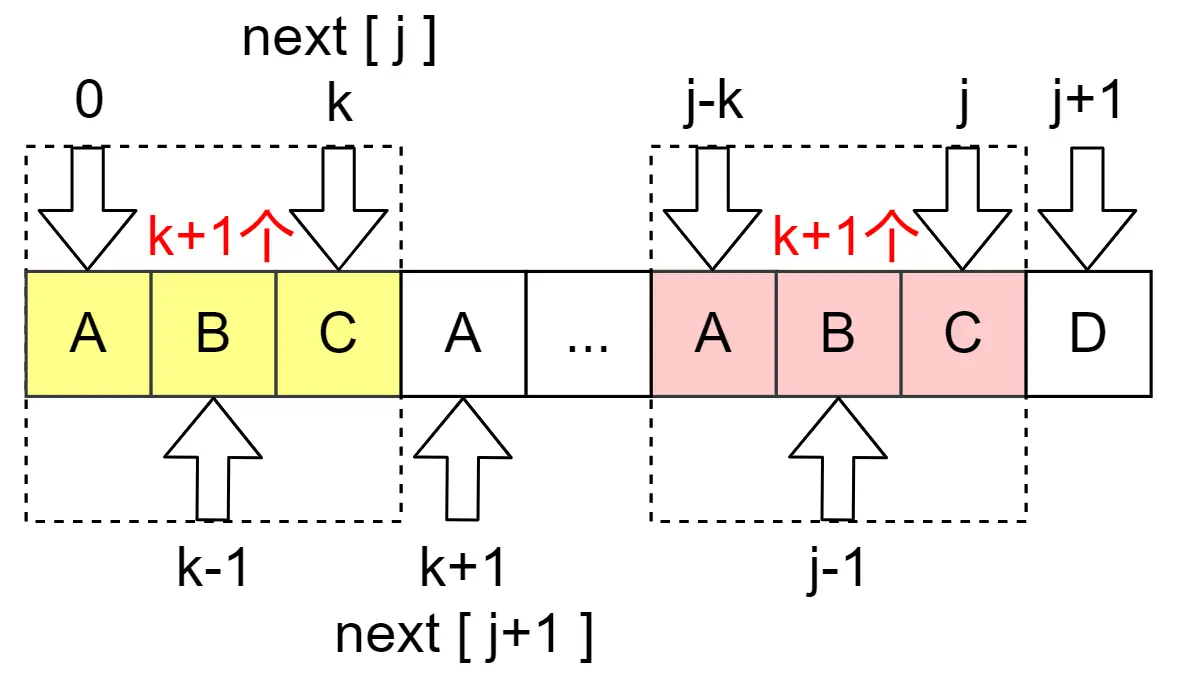 next [ j ]
0 k j-k j j+1
k+1个 k+1个
A B C A ... A B C D
k-1 k+1 j-1
next [ j+1 ]